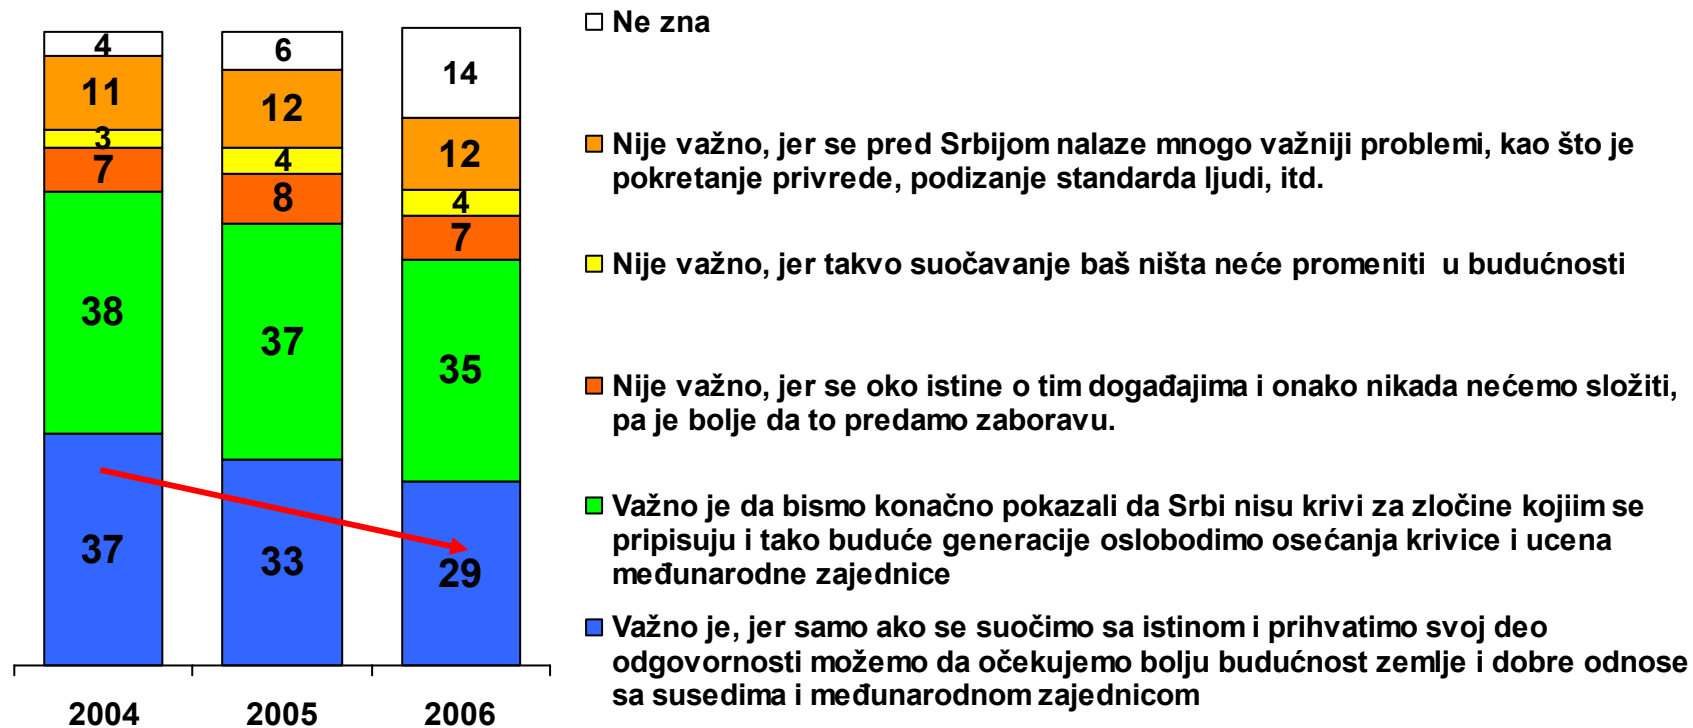 4
11
3
7
38
37
2004
6
12
4
8
37
33
2005
14
12
4
7
35
29
2006
Ne zna
Nije važno, jer se pred Srbijom nalaze mnogo važniji problemi, kao što je
pokretanje privrede, podizanje standarda ljudi, itd.
Nije važno, jer takvo suočavanje baš ništa neće promeniti  u budućnosti
Nije važno, jer se oko istine o tim događajima i onako nikada nećemo složiti,
pa je bolje da to predamo zaboravu.
Važno je da bismo konačno pokazali da Srbi nisu krivi za zločine kojiim se
pripisuju i tako buduće generacije oslobodimo osećanja krivice i ucena
međunarodne zajednice
Važno je, jer samo ako se suočimo sa istinom i prihvatimo svoj deo
odgovornosti možemo da očekujemo bolju budućnost zemlje i dobre odnose
sa susedima i međunarodnom zajednicom